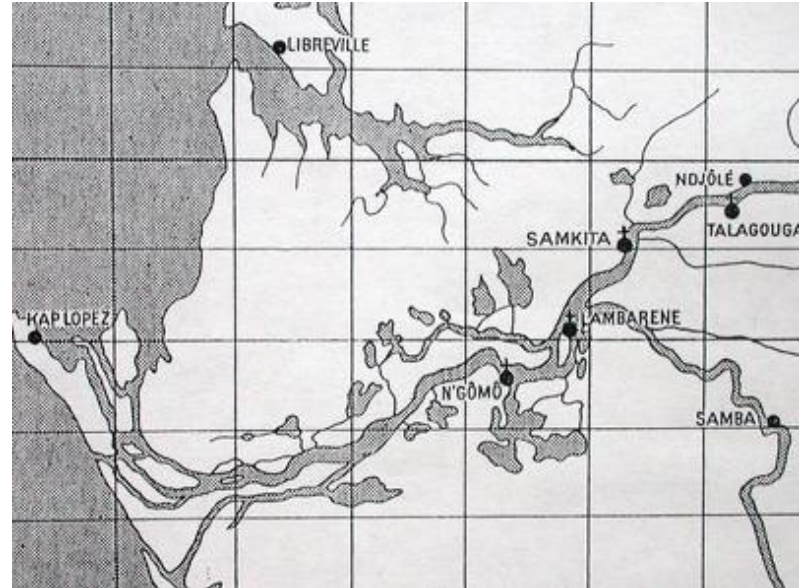 LIBREVILLE
NDJÔLÉ
TALAGOUGA
SAMKITA
KAP LOPEZ
LAMBARENE
N'GÔMÔ
SAMBA